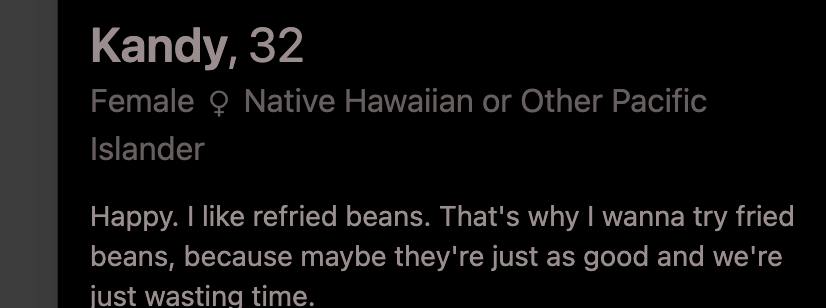 Kandy, 32
Female ♀ Native Hawaiian or Other Pacific
Islander
Happy. I like refried beans. That's why I wanna try fried
beans, because maybe they're just as good and we're
just wasting time.